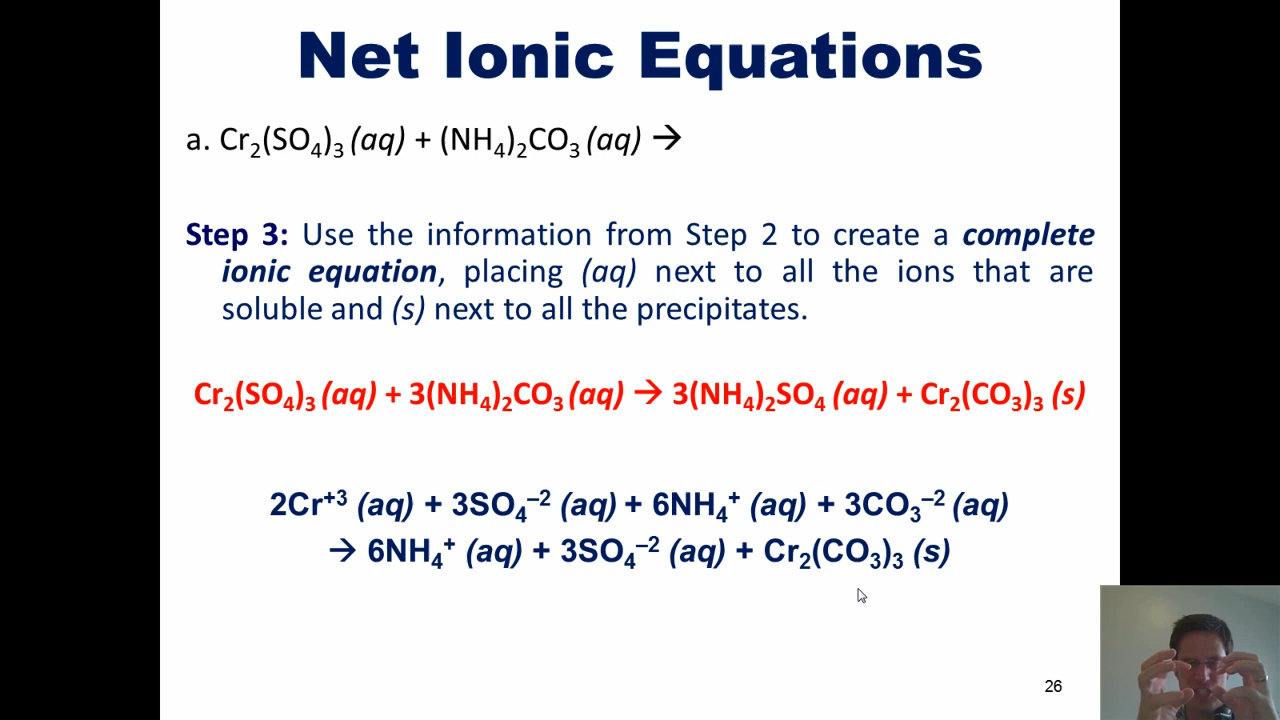 Net Ionic Equations
a. Cr₂(SO₄)₃ (aq) + (NH₄)₂CO₃ (aq) →
Step 3: Use the information from Step 2 to create a complete
ionic equation, placing (aq) next to all the ions that are
soluble and (s) next to all the precipitates.
Cr₂(SO₄)₃ (aq) + 3(NH₄)₂CO₃ (aq) → 3(NH₄)₂SO₄ (aq) + Cr₂(CO₃)₃ (s)
2Cr⁺³ (aq) + 3SO₄⁻² (aq) + 6NH₄⁺ (aq) + 3CO₃⁻² (aq)
→ 6NH₄⁺ (aq) + 3SO₄⁻² (aq) + Cr₂(CO₃)₃ (s)
26